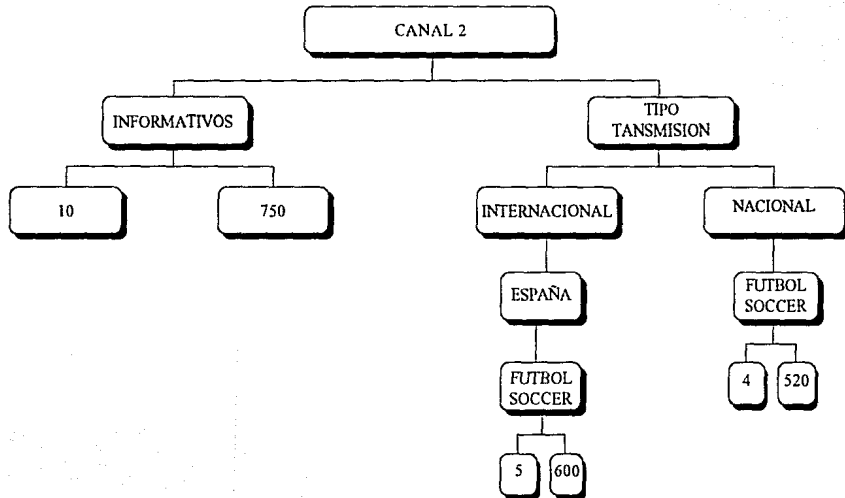 CANAL 2
INFORMATIVOS
TIPO
TANSMISION
10
750
INTERNACIONAL
NACIONAL
ESPAÑA
FUTBOL
SOCCER
FUTBOL
SOCCER
4
520
5
600